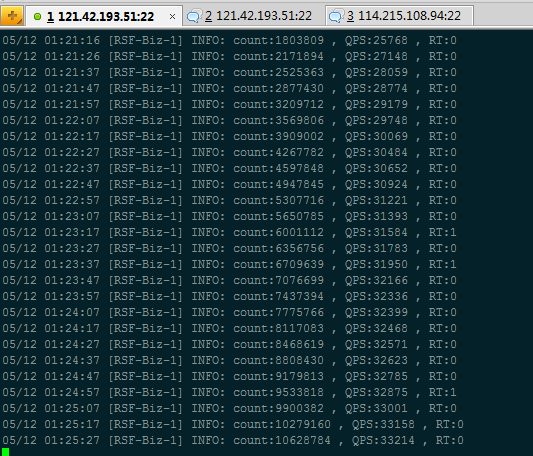 1 121.42.193.51:22 × 2 121.42.193.51:22 3 114.215.108.94:22
05/12 01:21:16 [RSF-Biz-1] INFO: count:1803809 , QPS:25768 , RT:0
05/12 01:21:26 [RSF-Biz-1] INFO: count:2171894 , QPS:27148 , RT:0
05/12 01:21:37 [RSF-Biz-1] INFO: count:2525363 , QPS:28059 , RT:0
05/12 01:21:47 [RSF-Biz-1] INFO: count:2877430 , QPS:28774 , RT:0
05/12 01:21:57 [RSF-Biz-1] INFO: count:3209712 , QPS:29179 , RT:0
05/12 01:22:07 [RSF-Biz-1] INFO: count:3569806 , QPS:29748 , RT:0
05/12 01:22:17 [RSF-Biz-1] INFO: count:3909002 , QPS:30069 , RT:0
05/12 01:22:27 [RSF-Biz-1] INFO: count:4267782 , QPS:30484 , RT:0
05/12 01:22:37 [RSF-Biz-1] INFO: count:4597848 , QPS:30652 , RT:0
05/12 01:22:47 [RSF-Biz-1] INFO: count:4947845 , QPS:30924 , RT:0
05/12 01:22:57 [RSF-Biz-1] INFO: count:5307716 , QPS:31221 , RT:0
05/12 01:23:07 [RSF-Biz-1] INFO: count:5650785 , QPS:31393 , RT:0
05/12 01:23:17 [RSF-Biz-1] INFO: count:6001112 , QPS:31584 , RT:1
05/12 01:23:27 [RSF-Biz-1] INFO: count:6356756 , QPS:31783 , RT:0
05/12 01:23:37 [RSF-Biz-1] INFO: count:6709639 , QPS:31950 , RT:1
05/12 01:23:47 [RSF-Biz-1] INFO: count:7076699 , QPS:32166 , RT:0
05/12 01:23:57 [RSF-Biz-1] INFO: count:7437394 , QPS:32336 , RT:0
05/12 01:24:07 [RSF-Biz-1] INFO: count:7775766 , QPS:32399 , RT:0
05/12 01:24:17 [RSF-Biz-1] INFO: count:8117083 , QPS:32468 , RT:0
05/12 01:24:27 [RSF-Biz-1] INFO: count:8468619 , QPS:32571 , RT:0
05/12 01:24:37 [RSF-Biz-1] INFO: count:8808430 , QPS:32623 , RT:0
05/12 01:24:47 [RSF-Biz-1] INFO: count:9179813 , QPS:32785 , RT:0
05/12 01:24:57 [RSF-Biz-1] INFO: count:9533818 , QPS:32875 , RT:1
05/12 01:25:07 [RSF-Biz-1] INFO: count:9900382 , QPS:33001 , RT:0
05/12 01:25:17 [RSF-Biz-1] INFO: count:10279160 , QPS:33158 , RT:0
05/12 01:25:27 [RSF-Biz-1] INFO: count:10628784 , QPS:33214 , RT:0